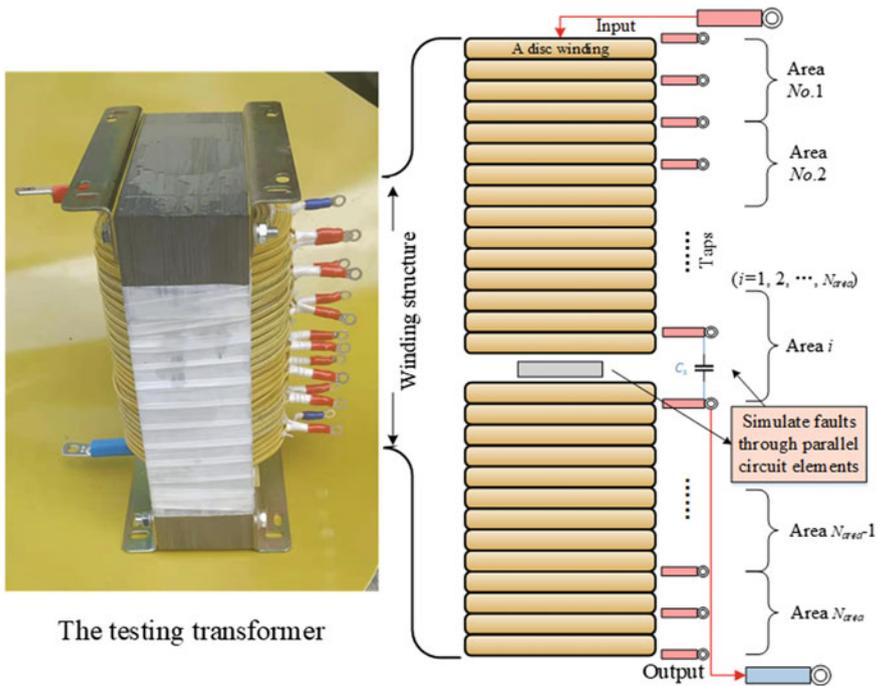 Input
A disc winding
Area
No.1
Area
No.2
Taps
(i=1, 2, ···, Narea)
Winding structure
Area i
Cs
Simulate faults
through parallel
circuit elements
Area Narea-1
Area Narea
The testing transformer
Output